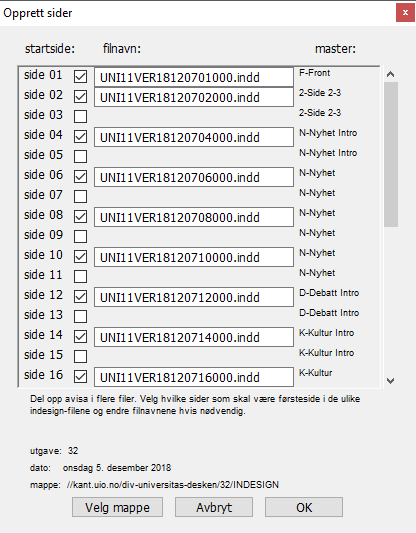 Opprett sider
startside: filnavn: master:
side 01 UNI11VER18120701000.indd F-Front
side 02 UNI11VER18120702000.indd 2-Side 2-3
side 03 2-Side 2-3
side 04 UNI11VER18120704000.indd N-Nyhet Intro
side 05 N-Nyhet Intro
side 06 UNI11VER18120706000.indd N-Nyhet
side 07 N-Nyhet
side 08 UNI11VER18120708000.indd N-Nyhet
side 09 N-Nyhet
side 10 UNI11VER18120710000.indd N-Nyhet
side 11 N-Nyhet
side 12 UNI11VER18120712000.indd D-Debatt Intro
side 13 D-Debatt Intro
side 14 UNI11VER18120714000.indd K-Kultur Intro
side 15 K-Kultur Intro
side 16 UNI11VER18120716000.indd K-Kultur
Del opp avisa i flere filer. Velg hvilke sider som skal være førsteside i de ulike
indesign-filene og endre filnavnene hvis nødvendig.
utgave: 32
dato: onsdag 5. desember 2018
mappe: //kant.uio.no/div-universitas-desken/32/INDESIGN
Velg mappe Avbryt OK